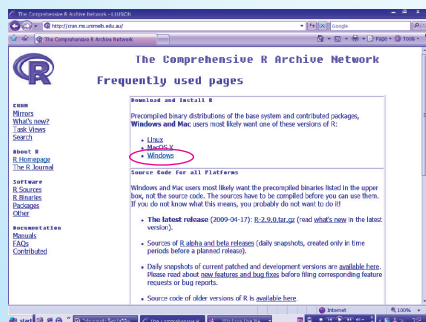 The Comprehensive R Archive Network
http://cran.ms.unimelb.edu.au/
Google
The Comprehensive R Archive Network
Page
Tools
The Comprehensive R Archive Network
Frequently used pages
CRAN
Mirrors
What's new?
Task Views
Search
About R
R Homepage
The R Journal
Software
R Sources
R Binaries
Packages
Other
Documentation
Manuals
FAQs
Contributed
Download and Install R
Precompiled binary distributions of the base system and contributed packages,
Windows and Mac users most likely want one of these versions of R:
• Linux
• MacOS X
• Windows
Source Code for all Platforms
Windows and Mac users most likely want the precompiled binaries listed in the upper
box, not the source code. The sources have to be compiled before you can use them.
If you do not know what this means, you probably do not want to do it!
• The latest release (2009-04-17): R-2.9.0.tar.gz (read what's new in the latest
version).
• Sources of R alpha and beta releases (daily snapshots, created only in time
periods before a planned release).
• Daily snapshots of current patched and development versions are available here.
Please read about new features and bug fixes before filing corresponding feature
requests or bug reports.
• Source code of older versions of R is available here.
Internet
100%
start